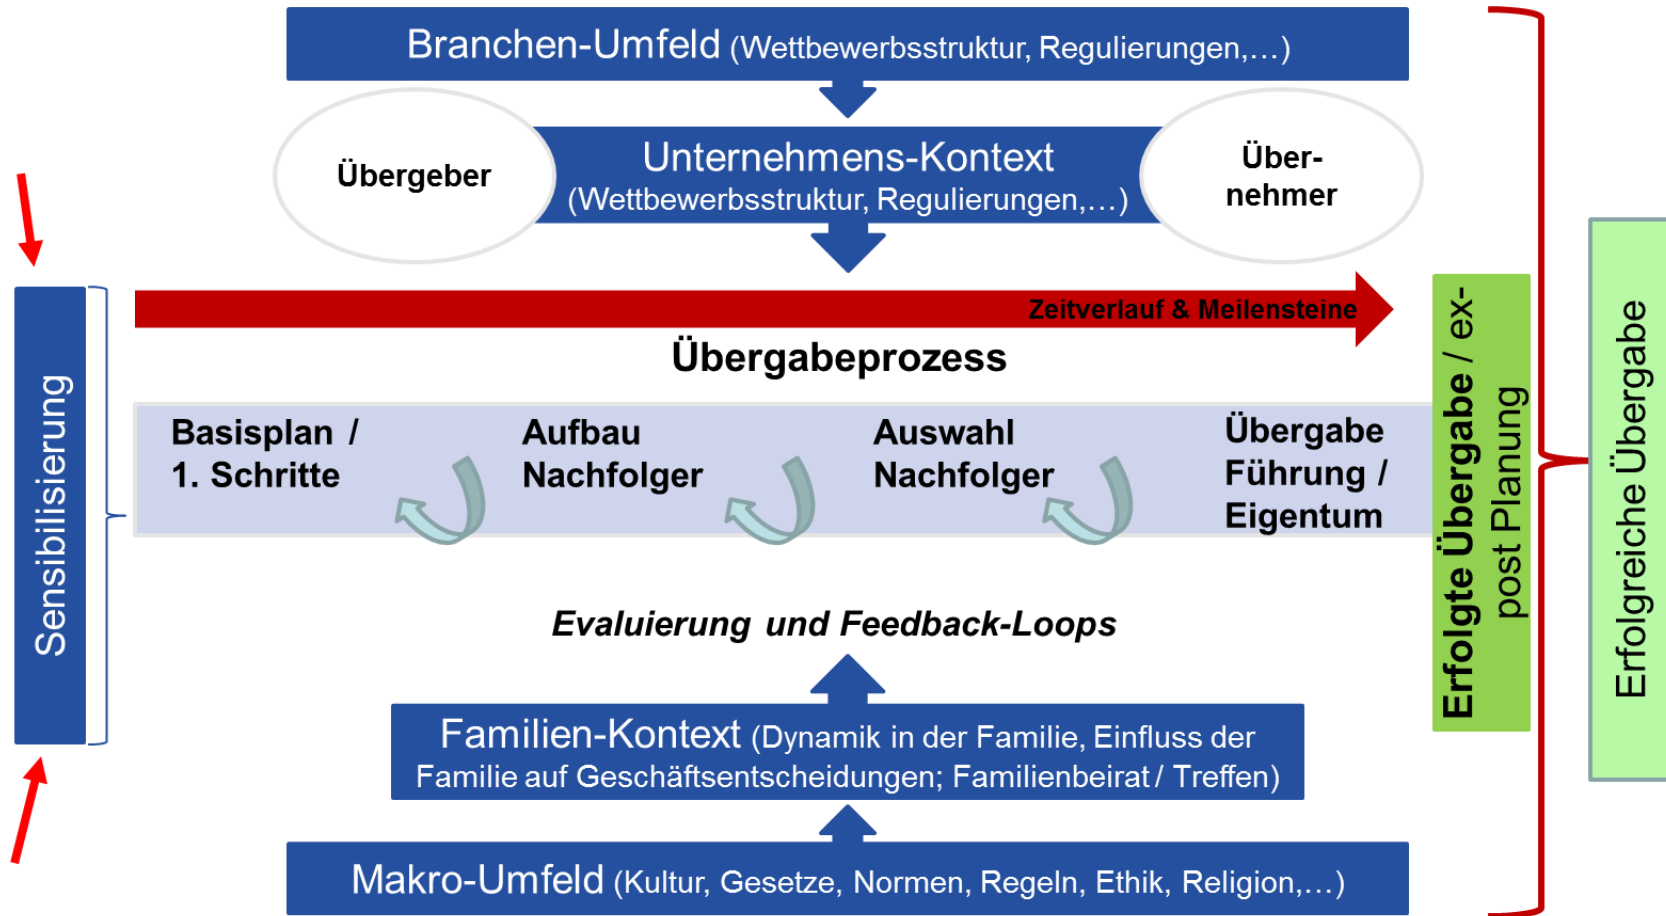 Branchen-Umfeld (Wettbewerbsstruktur, Regulierungen,…)
Übergeber
Unternehmens-Kontext
(Wettbewerbsstruktur, Regulierungen,…)
Über-
nehmer
Zeitverlauf & Meilensteine
Übergabeprozess
Sensibilisierung
Basisplan /
1. Schritte
Aufbau
Nachfolger
Auswahl
Nachfolger
Übergabe
Führung /
Eigentum
Erfolgte Übergabe / ex-
post Planung
Erfolgreiche Übergabe
Evaluierung und Feedback-Loops
Familien-Kontext (Dynamik in der Familie, Einfluss der
Familie auf Geschäftsentscheidungen; Familienbeirat / Treffen)
Makro-Umfeld (Kultur, Gesetze, Normen, Regeln, Ethik, Religion,…)